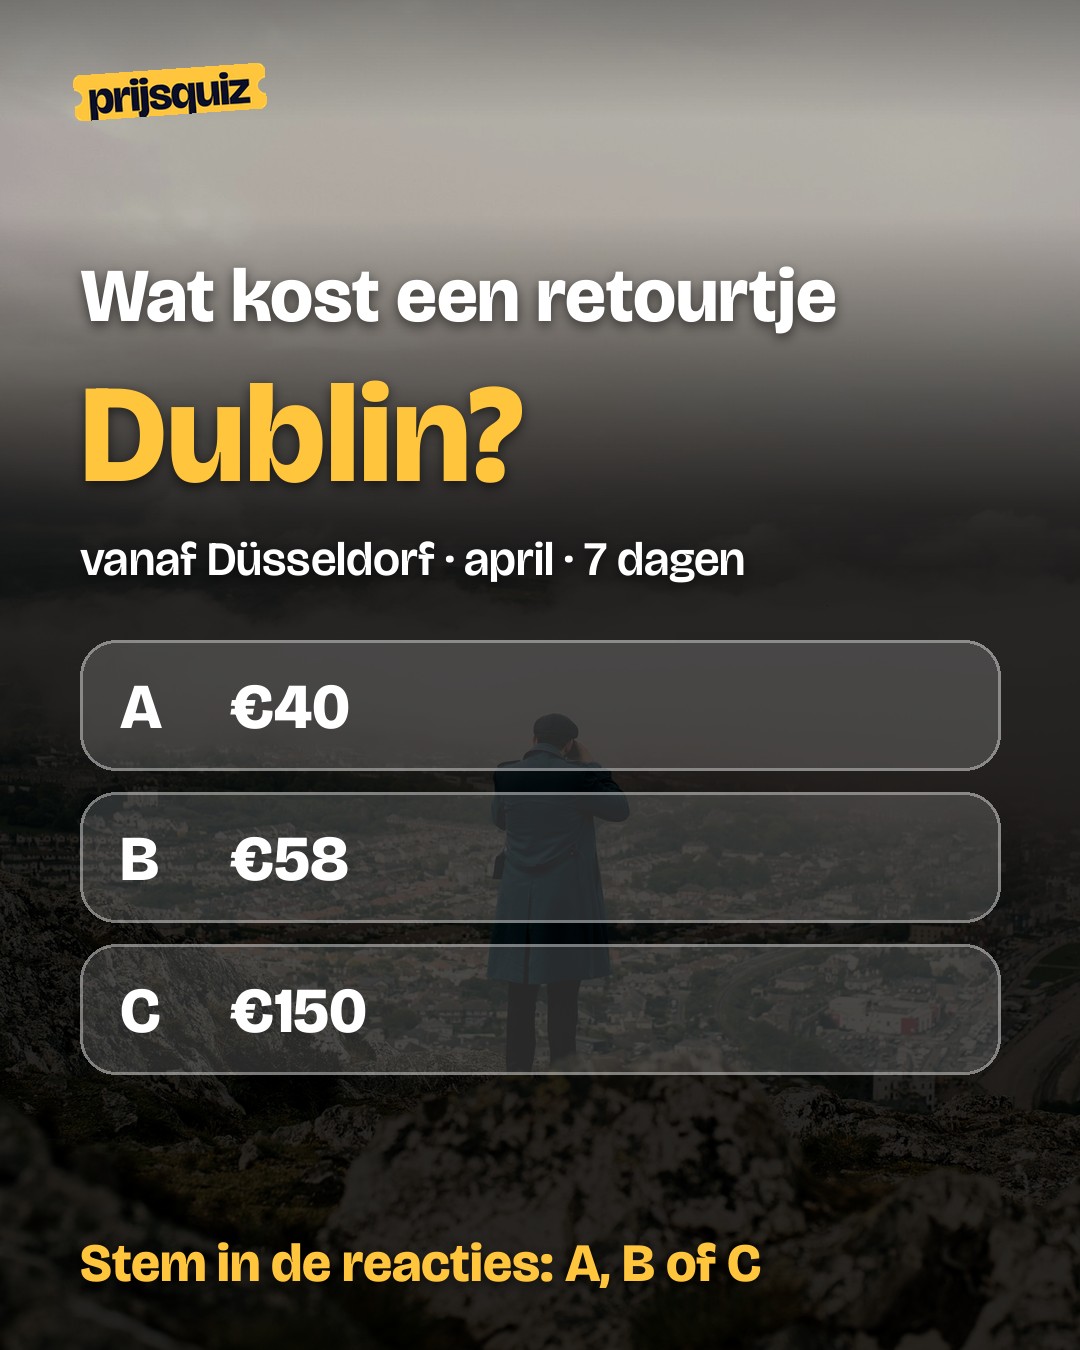 prijsquiz
Wat kost een retourtje
Dublin?
vanaf Düsseldorf · april · 7 dagen
A €40
B €58
C €150
Stem in de reacties: A, B of C